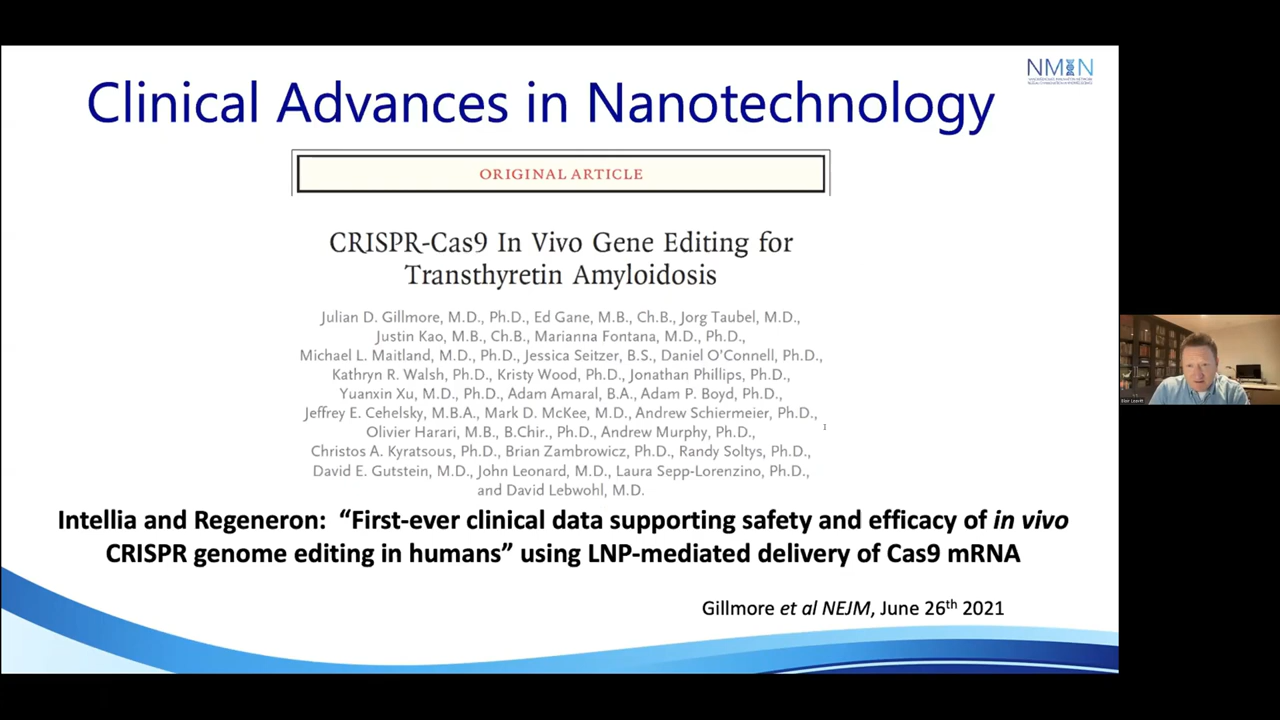 Clinical Advances in Nanotechnology
NMIN
ORIGINAL ARTICLE
CRISPR-Cas9 In Vivo Gene Editing for
Transthyretin Amyloidosis
Julian D. Gillmore, M.D., Ph.D., Ed Gane, M.B., Ch.B., Jorg Taubel, M.D.,
Justin Kao, M.B., Ch.B., Marianna Fontana, M.D., Ph.D.,
Michael L. Maitland, M.D., Ph.D., Jessica Seitzer, B.S., Daniel O’Connell, Ph.D.,
Kathryn R. Walsh, Ph.D., Kristy Wood, Ph.D., Jonathan Phillips, Ph.D.,
Yuanxin Xu, M.D., Ph.D., Adam Amaral, B.A., Adam P. Boyd, Ph.D.,
Jeffrey E. Cehelsky, M.B.A., Mark D. McKee, M.D., Andrew Schiermeier, Ph.D.,
Olivier Harari, M.B., B.Chir., Ph.D., Andrew Murphy, Ph.D.,
Christos A. Kyratsous, Ph.D., Brian Zambrowicz, Ph.D., Randy Soltys, Ph.D.,
David E. Gutstein, M.D., John Leonard, M.D., Laura Sepp-Lorenzino, Ph.D.,
and David Lebwohl, M.D.
Intellia and Regeneron: “First-ever clinical data supporting safety and efficacy of in vivo
CRISPR genome editing in humans” using LNP-mediated delivery of Cas9 mRNA
Gillmore et al NEJM, June 26th 2021
Blair Leavitt